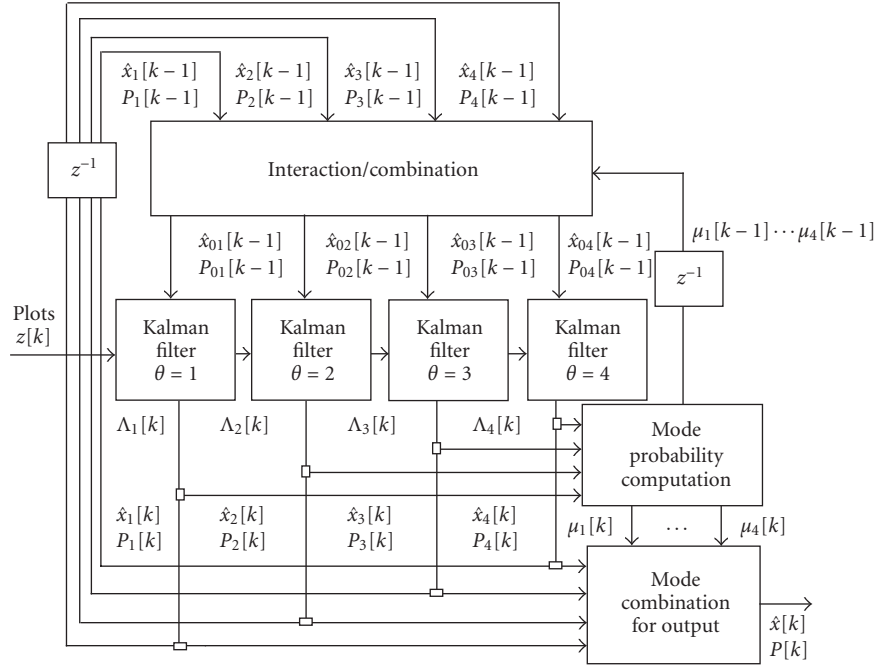 x̂₁[k − 1] x̂₂[k − 1] x̂₃[k − 1] x̂₄[k − 1]
P₁[k−1] P₂[k−1] P₃[k−1] P₄[k−1]
z⁻¹
Interaction/combination
μ₁[k−1]⋯μ₄[k−1]
x̂₀₁[k − 1] x̂₀₂[k − 1] x̂₀₃[k − 1] x̂₀₄[k − 1]
P₀₁[k−1] P₀₂[k−1] P₀₃[k−1] P₀₄[k−1]
z⁻¹
Plots
z[k]
Kalman
filter
θ = 1
Kalman
filter
θ = 2
Kalman
filter
θ = 3
Kalman
filter
θ = 4
Λ₁[k] Λ₂[k] Λ₃[k] Λ₄[k]
Mode
probability
computation
x̂₁[k] x̂₂[k] x̂₃[k] x̂₄[k]
P₁[k] P₂[k] P₃[k] P₄[k]
μ₁[k] … μ₄[k]
Mode
combination
for output
x̂[k]
P[k]